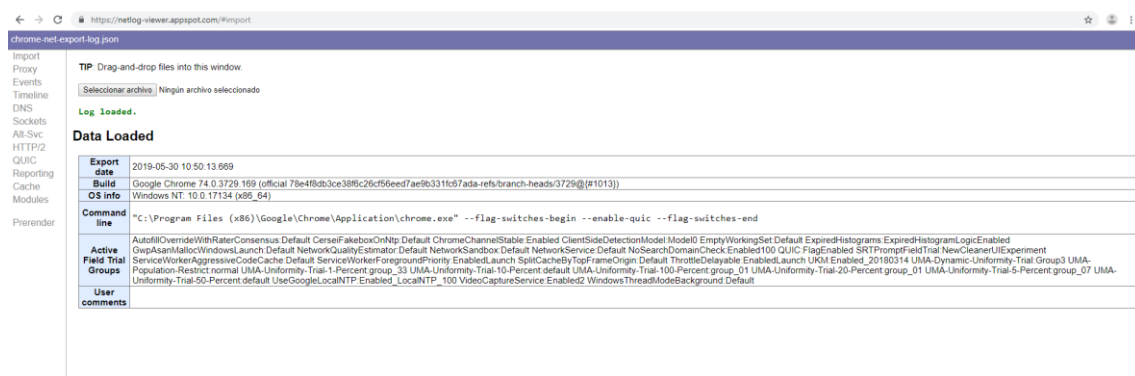 https://netlog-viewer.appspot.com/#import
chrome-net-export-log.json
Import
Proxy
Events
Timeline
DNS
Sockets
Alt-Svc
HTTP/2
QUIC
Reporting
Cache
Modules
Prerender
TIP: Drag-and-drop files into this window.
Seleccionar archivo Ningún archivo seleccionado
Log loaded.
Data Loaded
Export date 2019-05-30 10:50:13.669
Build Google Chrome 74.0.3729.169 (official 78e4f8db3ce38f6c26cf56eed7ae9b331fc67ada-refs/branch-heads/3729@{#1013})
OS info Windows NT: 10.0.17134 (x86_64)
Command line "C:\Program Files (x86)\Google\Chrome\Application\chrome.exe" --flag-switches-begin --enable-quic --flag-switches-end
Active Field Trial Groups
AutofillOverrideWithRaterConsensus:Default CerseiFakeboxOnNtp:Default ChromeChannelStable:Enabled ClientSideDetectionModel:Model0 EmptyWorkingSet:Default ExpiredHistograms:ExpiredHistogramLogicEnabled
GwpAsanMallocWindowsLaunch:Default NetworkQualityEstimator:Default NetworkSandbox:Default NetworkService:Default NoSearchDomainCheck:Enabled100 QUIC:FlagEnabled SRTPromptFieldTrial:NewCleanerUIExperiment
ServiceWorkerAggressiveCodeCache:Default ServiceWorkerForegroundPriority:EnabledLaunch SplitCacheByTopFrameOrigin:Default ThrottleDelayable:EnabledLaunch UKM:Enabled_20180314 UMA-Dynamic-Uniformity-Trial:Group3 UMA-
Population-Restrict:normal UMA-Uniformity-Trial-1-Percent:group_33 UMA-Uniformity-Trial-10-Percent:default UMA-Uniformity-Trial-100-Percent:group_01 UMA-Uniformity-Trial-20-Percent:group_01 UMA-Uniformity-Trial-5-Percent:group_07 UMA-
Uniformity-Trial-50-Percent:default UseGoogleLocalNTP:Enabled_LocalNTP_100 VideoCaptureService:Enabled2 WindowsThreadModeBackground:Default
User comments